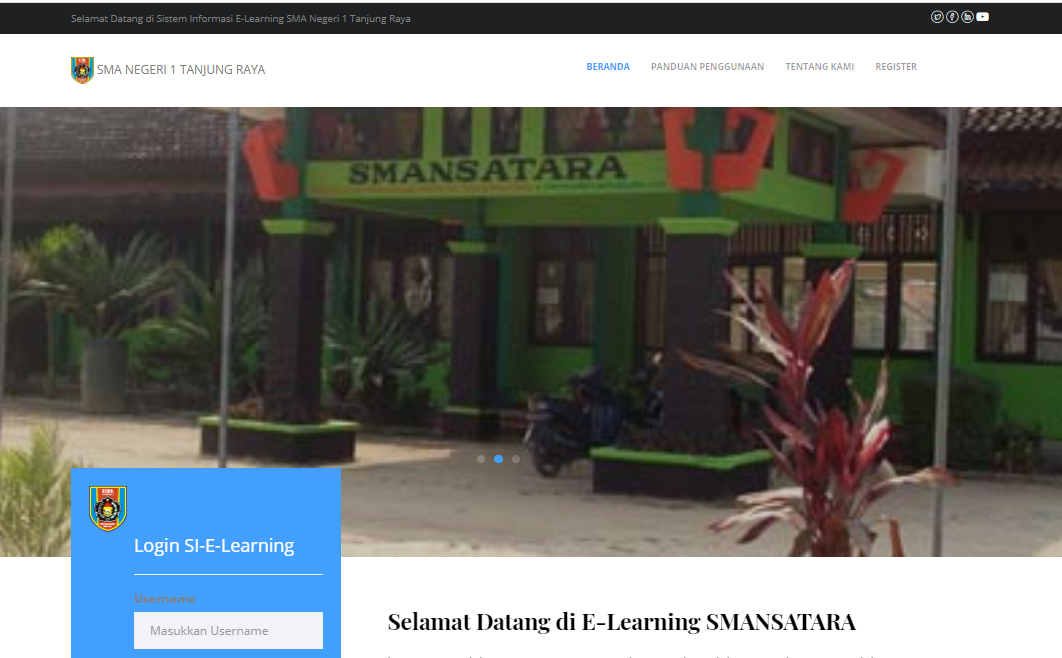 Selamat Datang di Sistem Informasi E-Learning SMA Negeri 1 Tanjung Raya
SMA NEGERI 1 TANJUNG RAYA
BERANDA PANDUAN PENGGUNAAN TENTANG KAMI REGISTER
SMANSATARA
Login SI-E-Learning
Username
Masukkan Username
Selamat Datang di E-Learning SMANSATARA